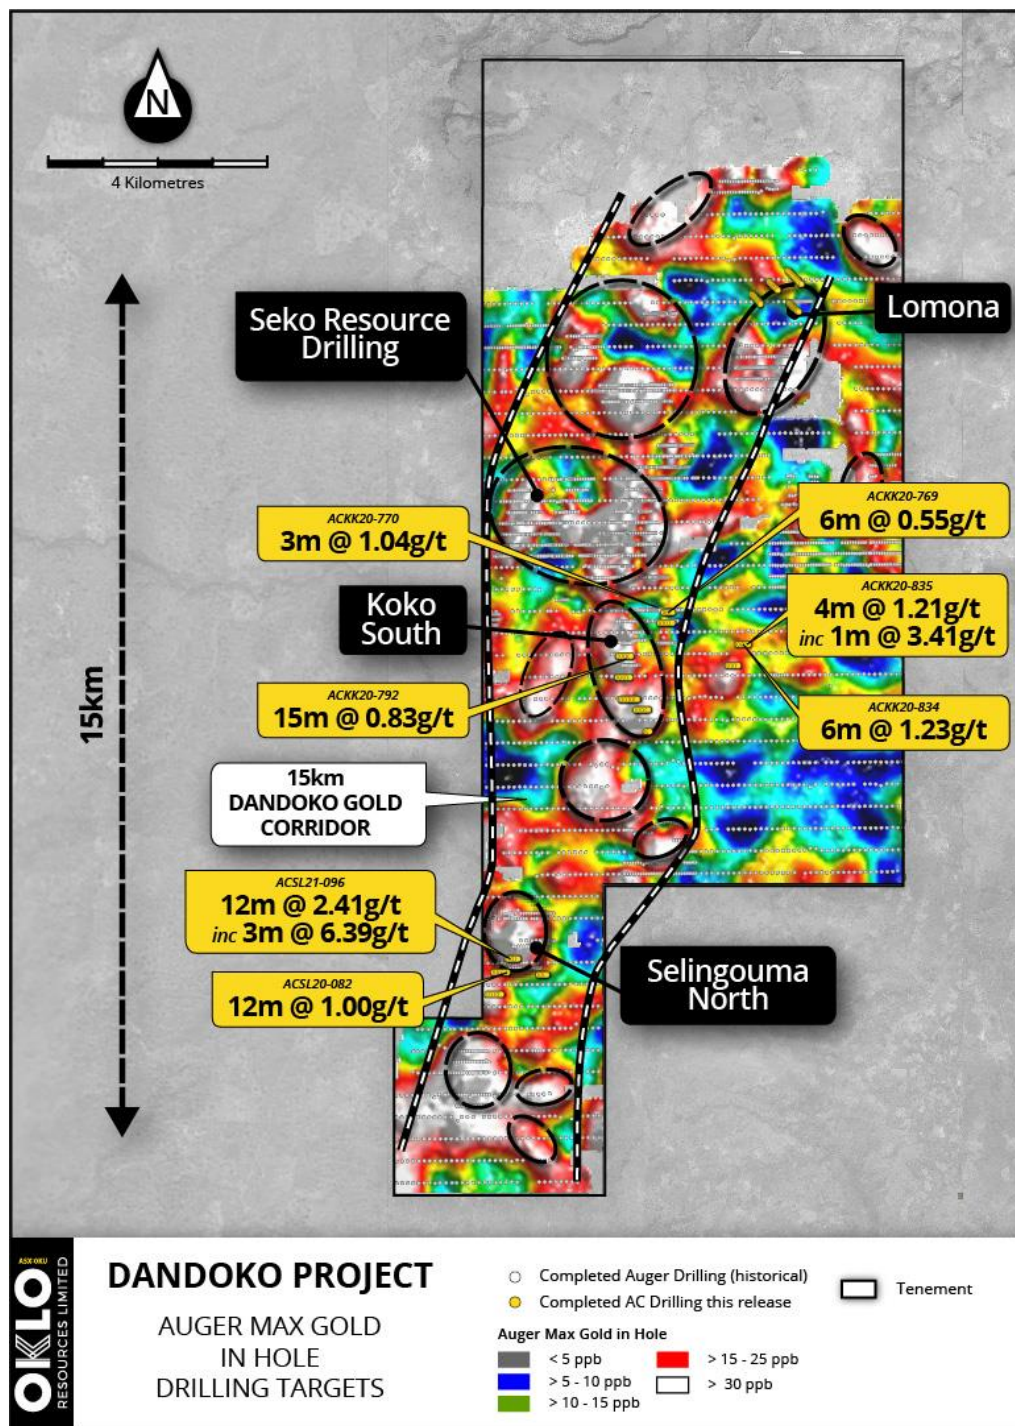 N
4 Kilometres
Seko Resource
Drilling
Lomona
ACKK20-770
3m @ 1.04g/t
ACKK20-769
6m @ 0.55g/t
Koko
South
ACKK20-835
4m @ 1.21g/t
inc 1m @ 3.41g/t
ACKK20-792
15m @ 0.83g/t
ACKK20-834
6m @ 1.23g/t
15km
15km
DANDOKO GOLD
CORRIDOR
ACSL21-096
12m @ 2.41g/t
inc 3m @ 6.39g/t
ACSL20-082
12m @ 1.00g/t
Selingouma
North
ASX:OKU
OKLO
RESOURCES LIMITED
DANDOKO PROJECT
AUGER MAX GOLD
IN HOLE
DRILLING TARGETS
Completed Auger Drilling (historical)
Completed AC Drilling this release
Tenement
Auger Max Gold in Hole
< 5 ppb
> 5 - 10 ppb
> 10 - 15 ppb
> 15 - 25 ppb
> 30 ppb